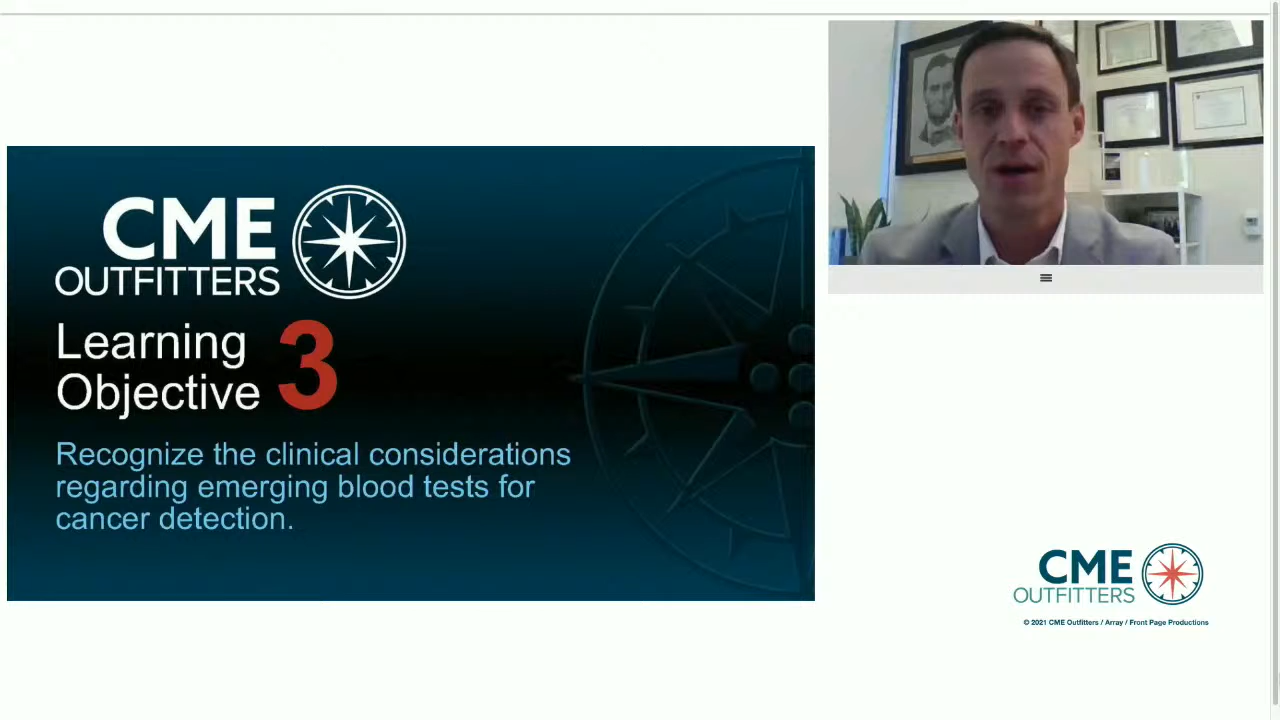 CME
OUTFITTERS
Learning
Objective 3
Recognize the clinical considerations
regarding emerging blood tests for
cancer detection.
CME
OUTFITTERS
© 2021 CME Outfitters / Array / Front Page Productions